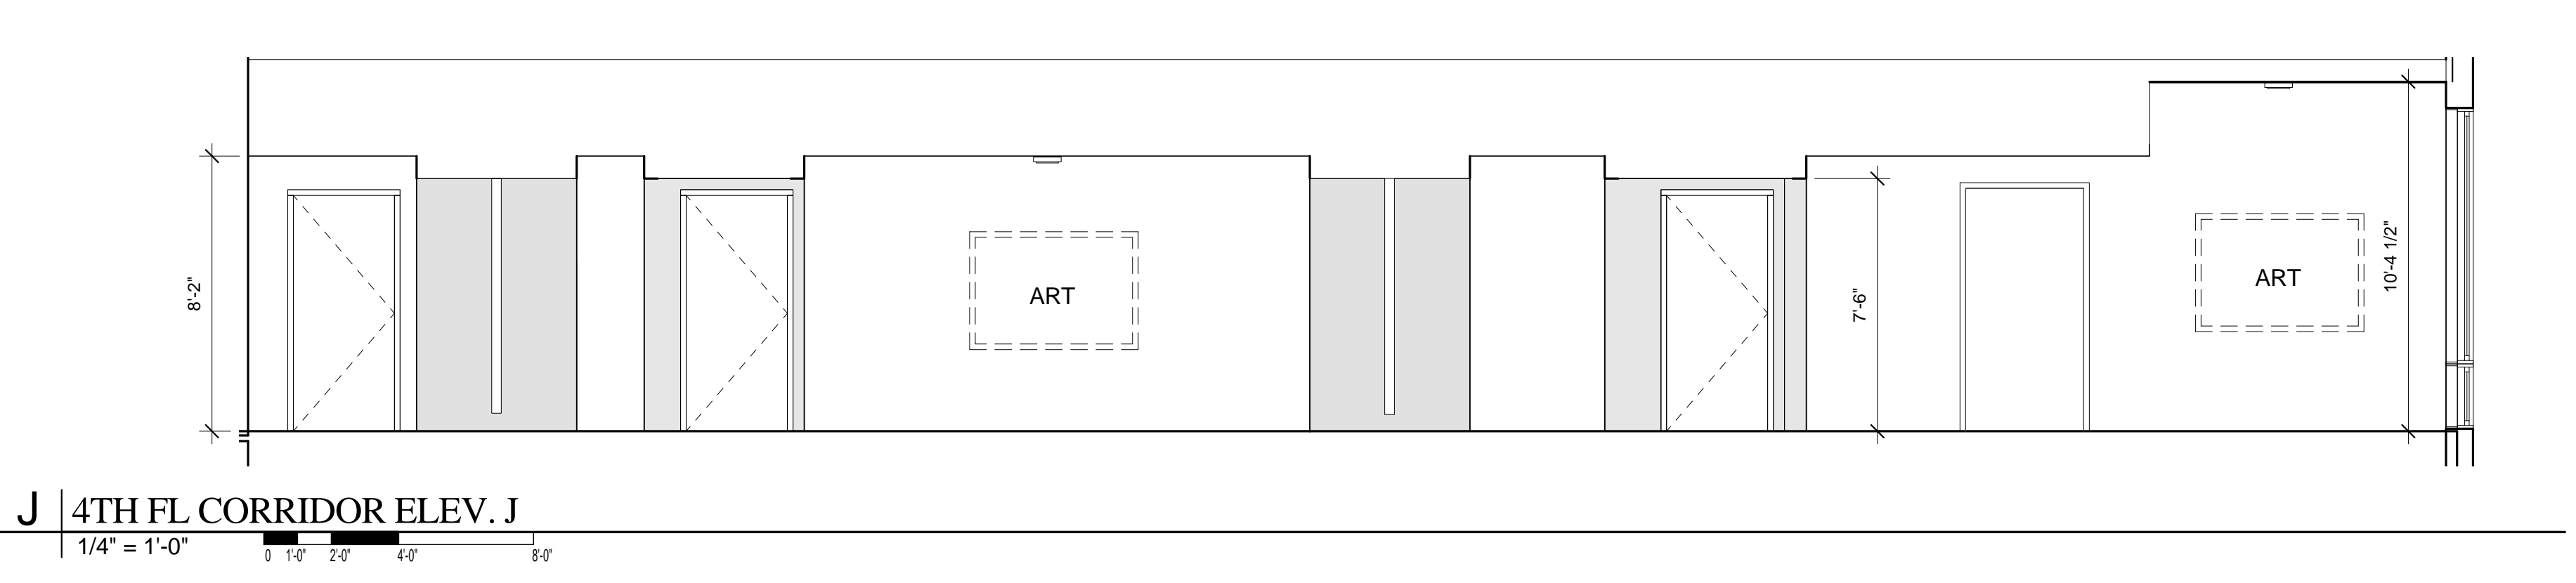 8'-2"
ART
7'-6"
ART
10'-4 1/2"
J 4TH FL CORRIDOR ELEV. J
1/4" = 1'-0"
0 1'-0" 2'-0" 4'-0" 8'-0"